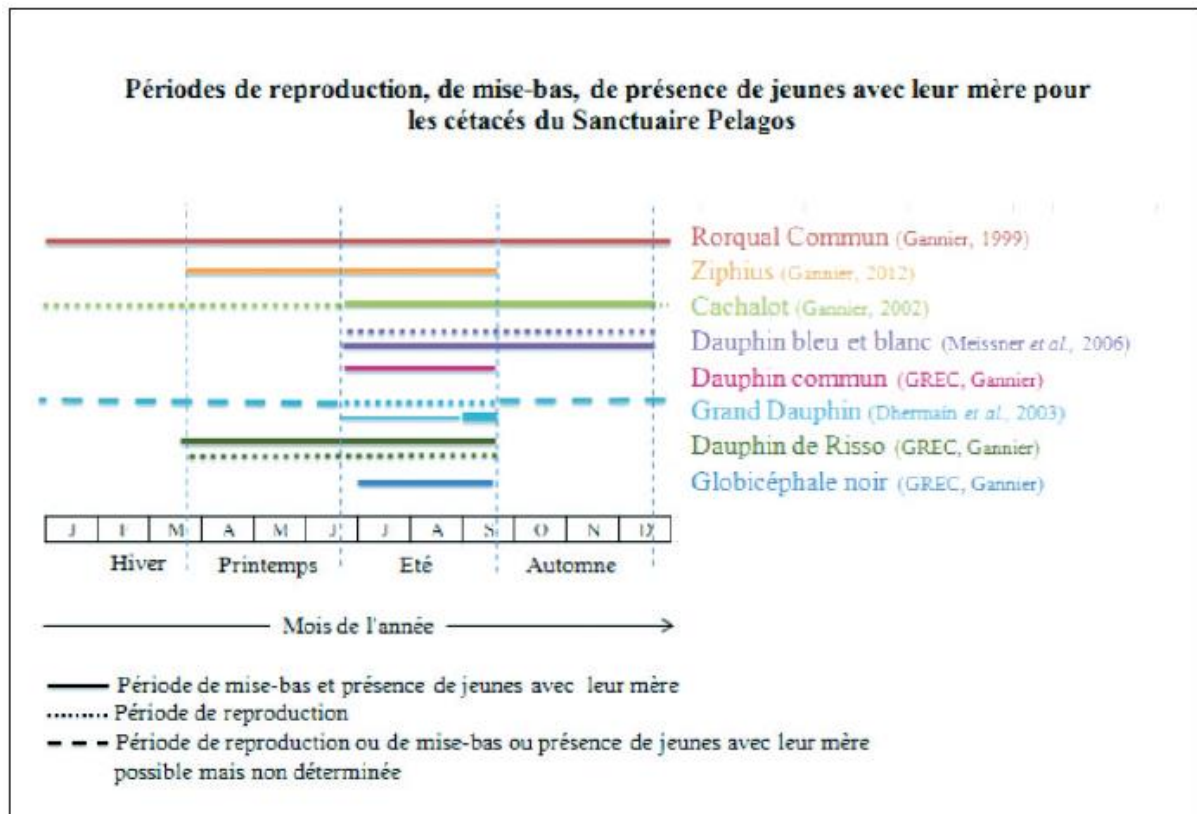 Périodes de reproduction, de mise-bas, de présence de jeunes avec leur mère pour
les cétacés du Sanctuaire Pelagos
Rorqual Commun (Gannier, 1999)
Ziphius (Gannier, 2012)
Cachalot (Gannier, 2002)
Dauphin bleu et blanc (Meissner et al., 2006)
Dauphin commun (GREC, Gannier)
Grand Dauphin (Dhermain et al., 2003)
Dauphin de Risso (GREC, Gannier)
Globicéphale noir (GREC, Gannier)
J F M A M J J A S O N D
Hiver Printemps Eté Automne
Mois de l'année
Période de mise-bas et présence de jeunes avec leur mère
Période de reproduction
Période de reproduction ou de mise-bas ou présence de jeunes avec leur mère
possible mais non déterminée